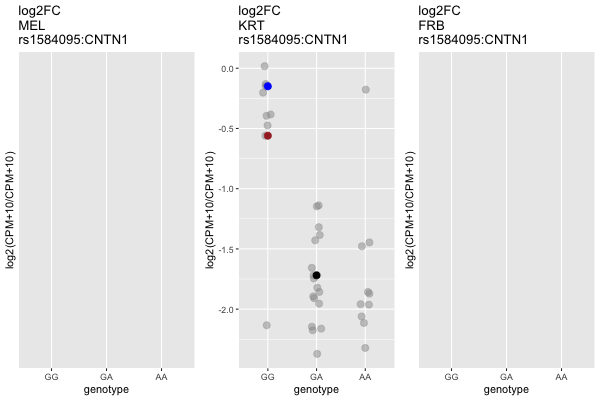 log2FC
MEL
rs1584095:CNTN1
log2(CPM+10/CPM+10)
GG GA AA
genotype
log2FC
KRT
rs1584095:CNTN1
log2(CPM+10/CPM+10)
0.0
-0.5
-1.0
-1.5
-2.0
GG GA AA
genotype
log2FC
FRB
rs1584095:CNTN1
log2(CPM+10/CPM+10)
GG GA AA
genotype